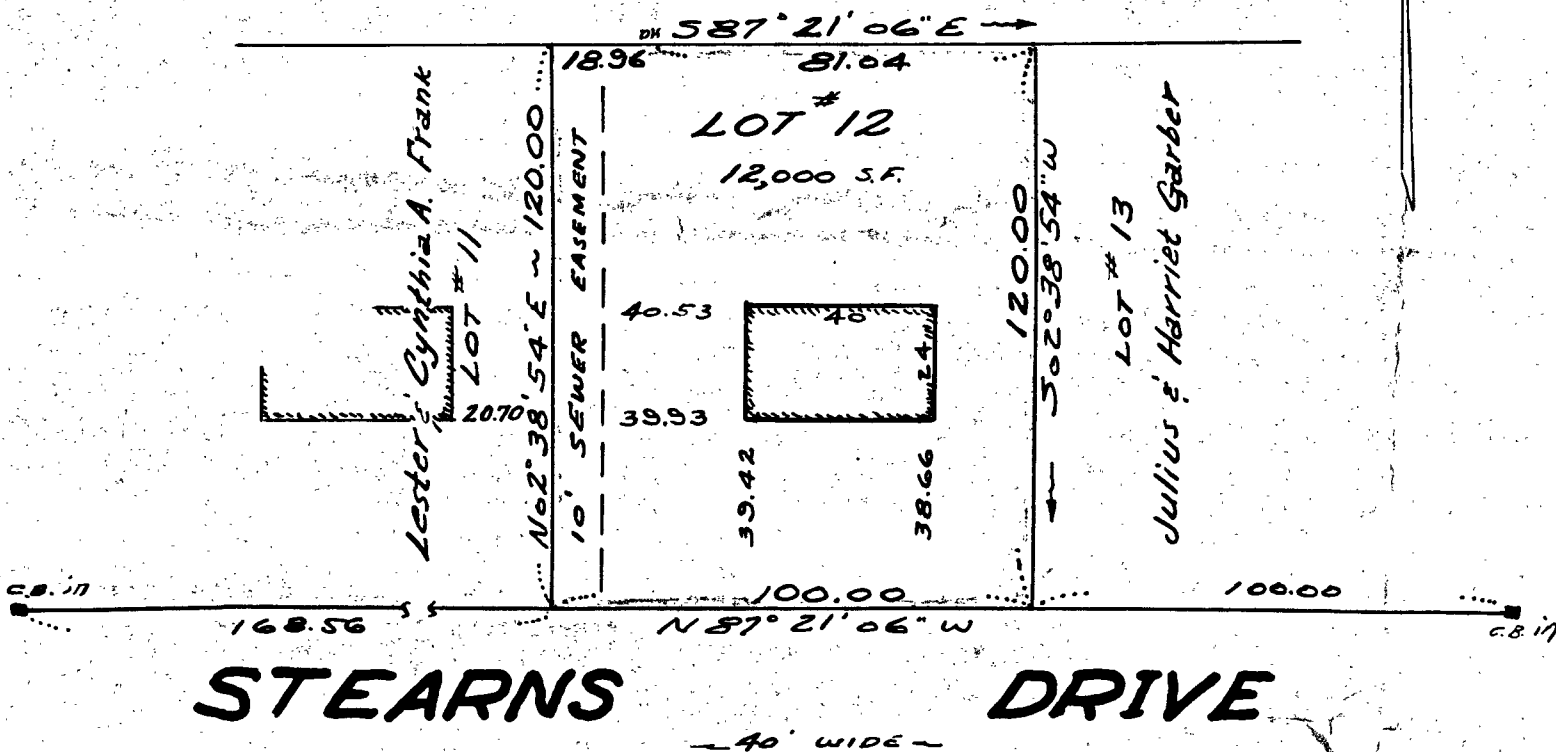 DH S87° 21' 06" E
18.96 81.04
LOT # 12
12,000 S.F.
Lester & Cynthia A. Frank
LOT # 11
N02° 38' 54" E ~ 120.00
10' SEWER EASEMENT
120.00
S02° 38' 54" W
LOT # 13
Julius & Harriet Garber
40.53
40
24
20.70'
39.93
39.42
38.66
C.B. in
168.56
100.00
N 87° 21' 06" W
100.00
C.B. in
STEARNS DRIVE
~ 40' WIDE ~